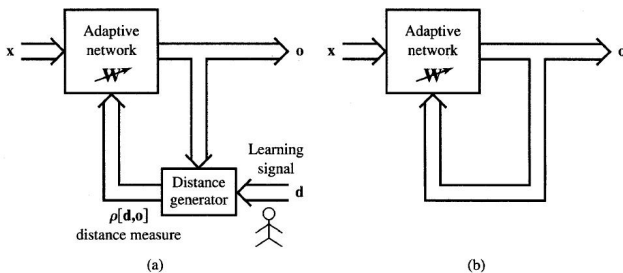 Adaptive
network
W
x
o
Learning
signal
Distance
generator
d
ρ[d,o]
distance measure
(a)
Adaptive
network
W
x
o
(b)